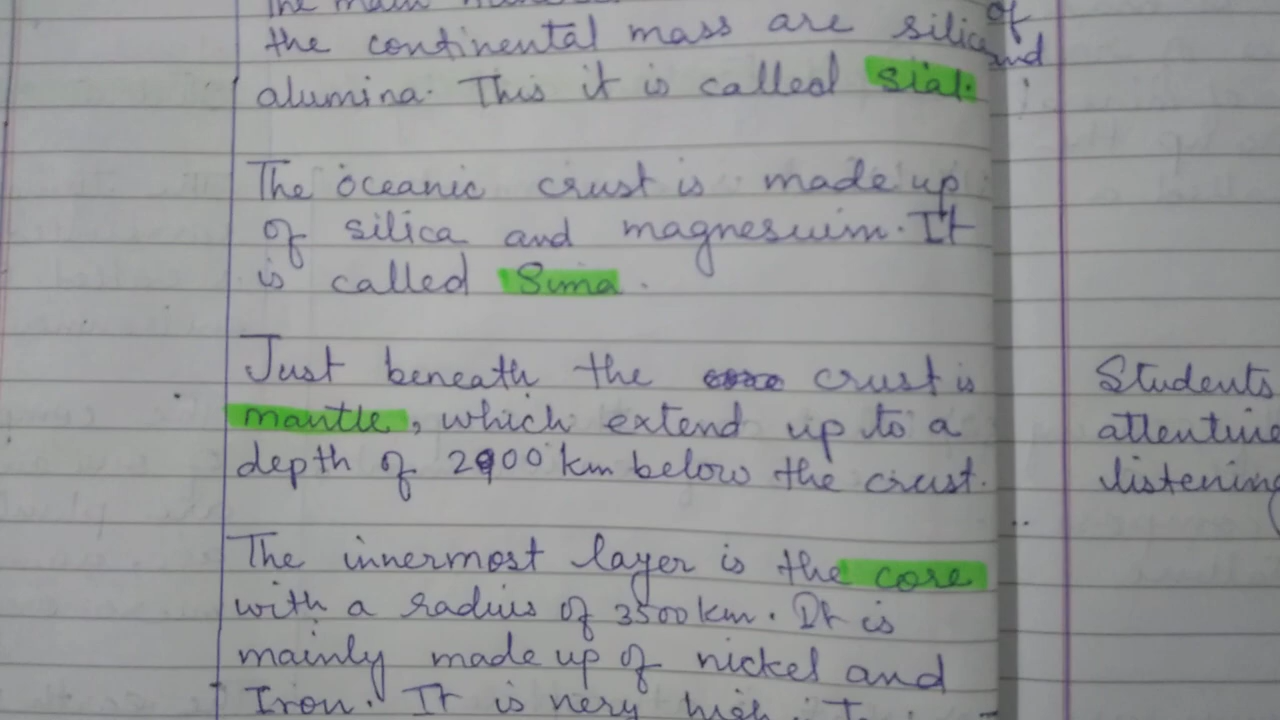 the continental mass are silica
of
and
alumina. This it is called Sial.
The oceanic crust is made up
of silica and magnesuim. It
is called Sima.
Just beneath the crust is
mantle, which extend up to a
depth of 2900 km below the crust.
The innermost layer is the core
with a radius of 3500 km. It is
mainly made up of nickel and
Iron. It is very high.
Students
attentive
listening